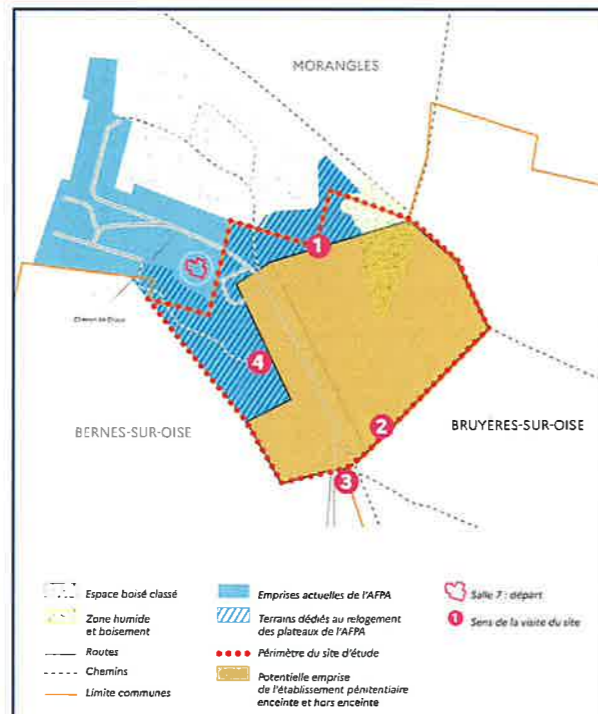 MORANGLES
1
4
BERNES-SUR-OISE
BRUYÈRES-SUR-OISE
2
3
Espace boisé classé
Zone humide
et boisement
Routes
Chemins
Limite communes
Emprises actuelles de l'AFPA
Terrains dédiés au relogement
des plateaux de l'AFPA
Périmètre du site d'étude
Potentielle emprise
de l'établissement pénitentiaire
enceinte et hors enceinte
Salle 7 : départ
1 Sens de la visite du site